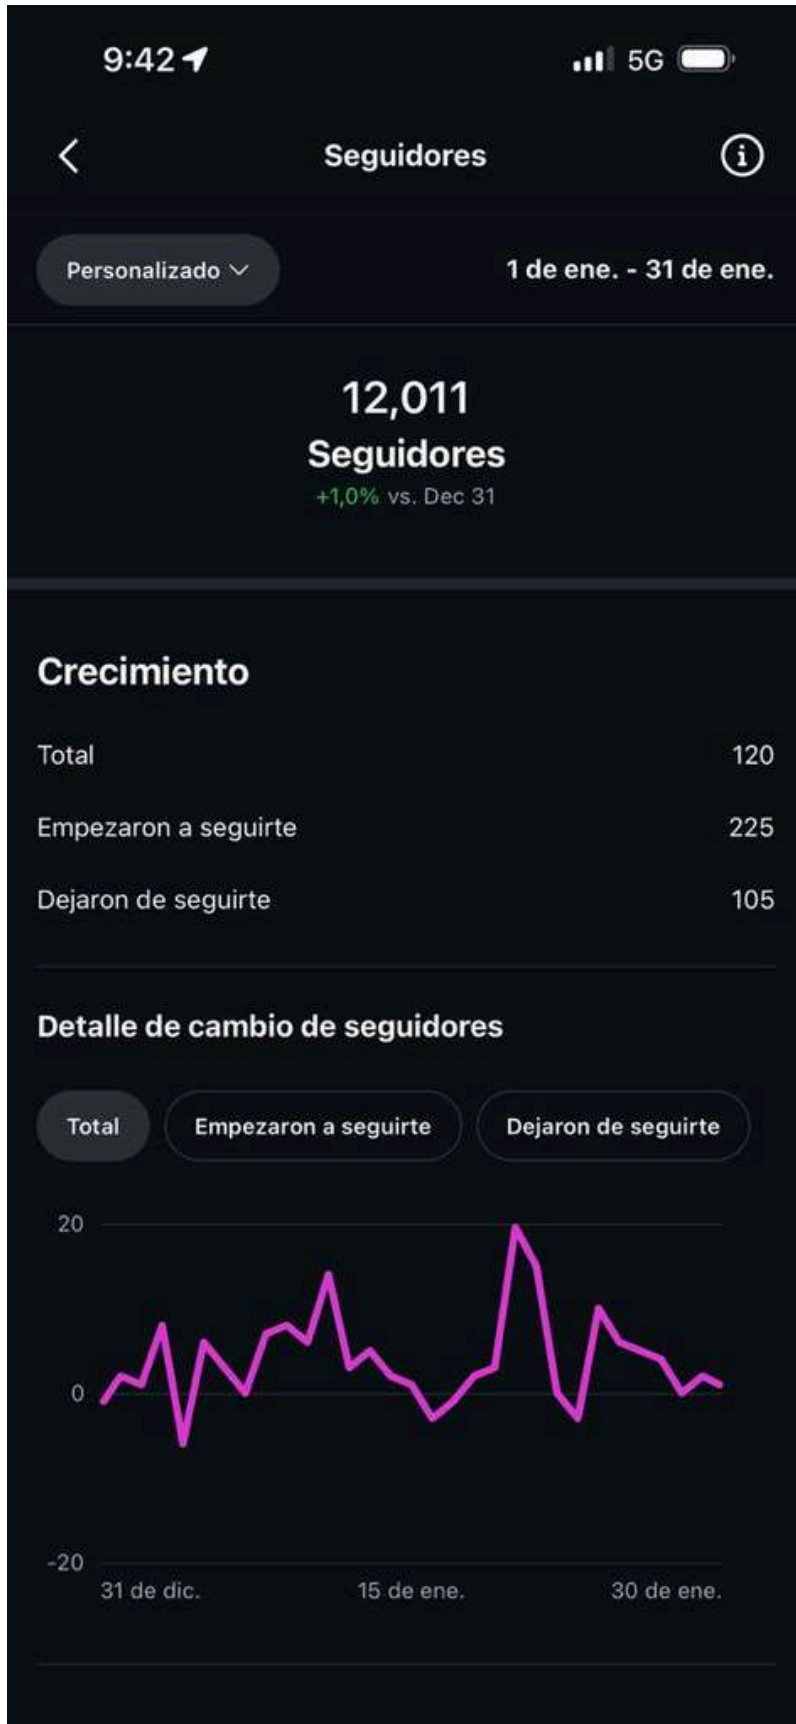 9:42
5G
Seguidores
Personalizado
1 de ene. - 31 de ene.
12,011
Seguidores
+1,0% vs. Dec 31
Crecimiento
Total 120
Empezaron a seguirte 225
Dejaron de seguirte 105
Detalle de cambio de seguidores
Total
Empezaron a seguirte
Dejaron de seguirte
20
0
-20
31 de dic.
15 de ene.
30 de ene.